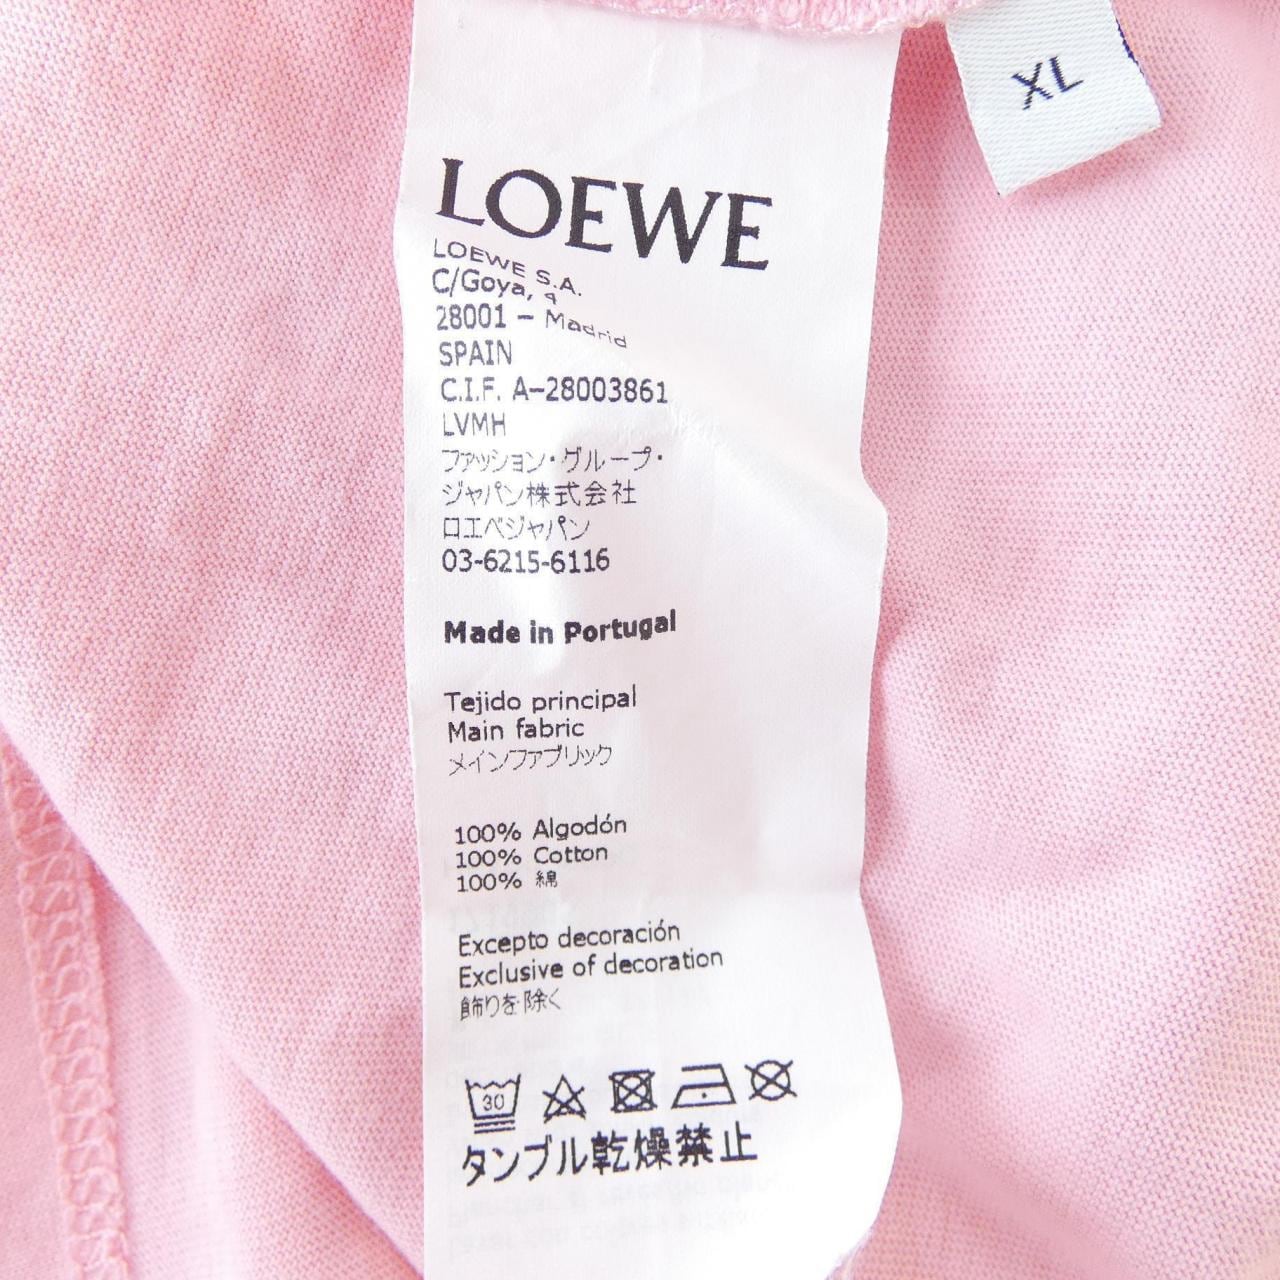 XL
LOEWE
LOEWE S.A.
C/Goya, 4
28001 – Madrid
SPAIN
C.I.F. A–28003861
LVMH
ファッション・グループ・
ジャパン株式会社
ロエベジャパン
03-6215-6116
Made in Portugal
Tejido principal
Main fabric
メインファブリック
100% Algodón
100% Cotton
100% 綿
Excepto decoración
Exclusive of decoration
飾りを除く
30
タンブル乾燥禁止